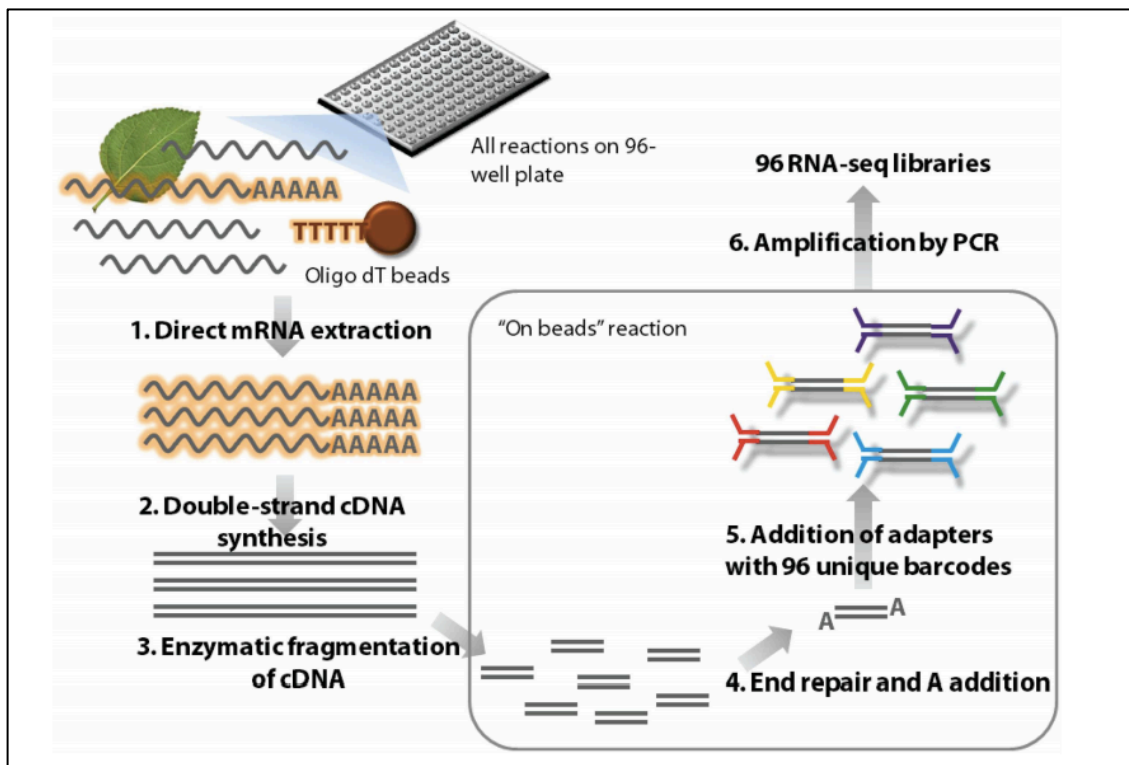 All reactions on 96-
well plate
AAAAA
TTTTT
Oligo dT beads
1. Direct mRNA extraction
AAAAA
AAAAA
AAAAA
2. Double-strand cDNA
synthesis
3. Enzymatic fragmentation
of cDNA
"On beads" reaction
4. End repair and A addition
A
A
5. Addition of adapters
with 96 unique barcodes
6. Amplification by PCR
96 RNA-seq libraries